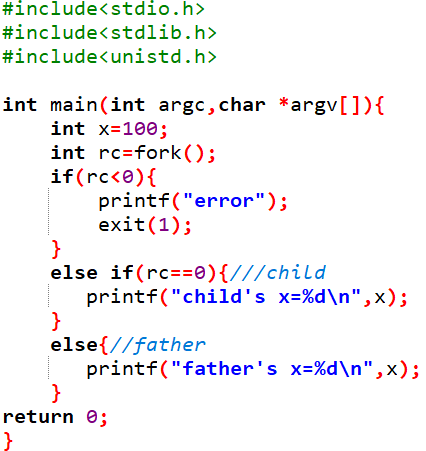 #include<stdio.h>
#include<stdlib.h>
#include<unistd.h>
int main(int argc,char *argv[]){
    int x=100;
    int rc=fork();
    if(rc<0){
        printf("error");
        exit(1);
    }
    else if(rc==0){///child
       printf("child's x=%d\n",x);
    }
    else{//father
       printf("father's x=%d\n",x);
    }
return 0;
}